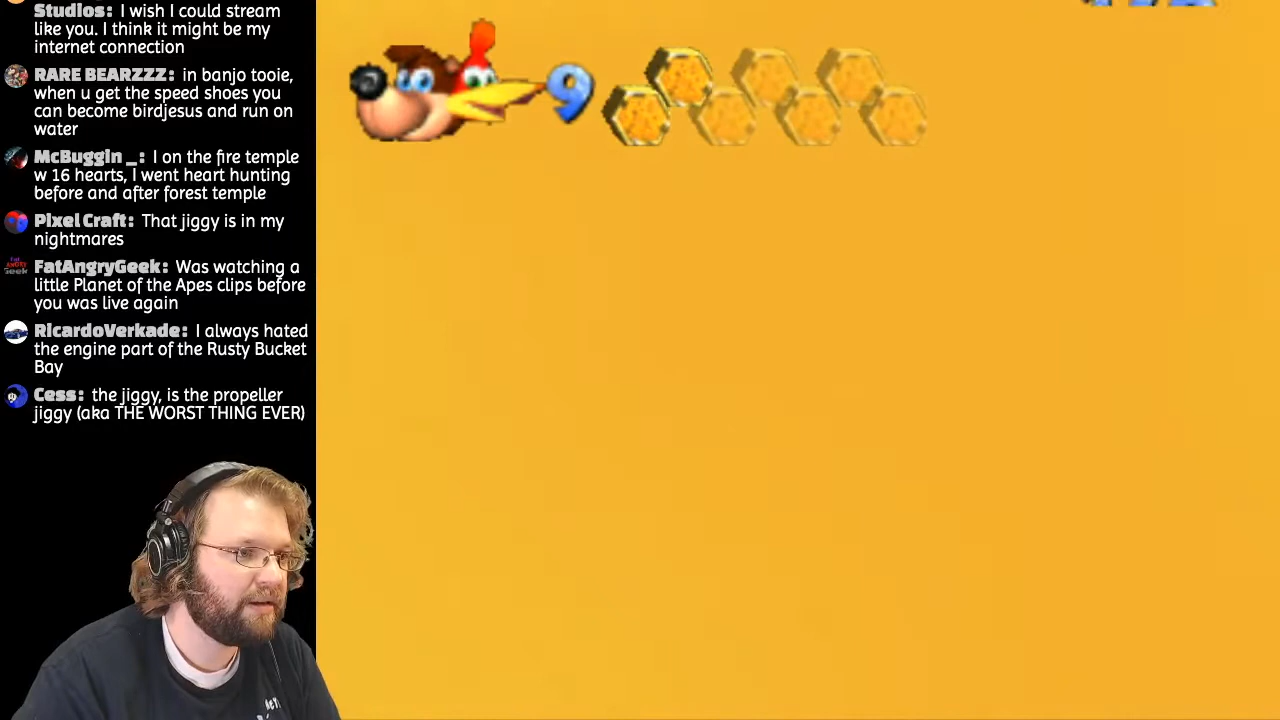 Studios: I wish I could stream
like you. I think it might be my
internet connection
RARE BEARZZZ: in banjo tooie,
when u get the speed shoes you
can become birdjesus and run on
water
McBuggin _: I on the fire temple
w 16 hearts, I went heart hunting
before and after forest temple
Pixel Craft: That jiggy is in my
nightmares
FatAngryGeek: Was watching a
little Planet of the Apes clips before
you was live again
RicardoVerkade: I always hated
the engine part of the Rusty Bucket
Bay
Cess: the jiggy, is the propeller
jiggy (aka THE WORST THING EVER)
9